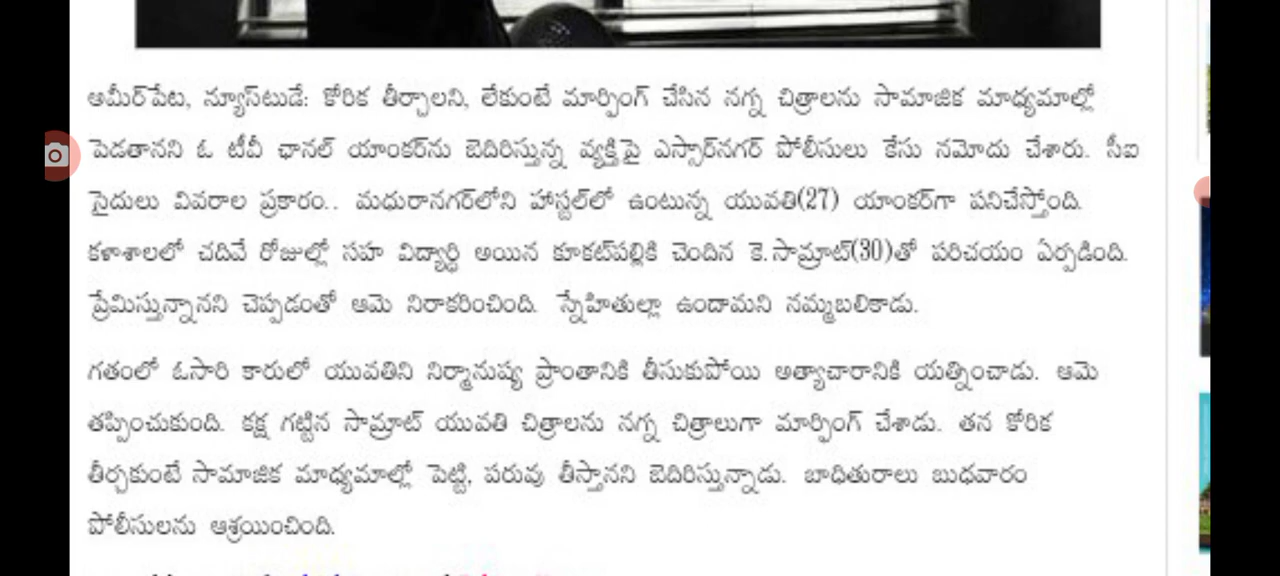 అమీర్‌పేట, న్యూస్‌టుడే: కోరిక తీర్చాలని, లేకుంటే మార్ఫింగ్ చేసిన నగ్న చిత్రాలను సామాజిక మాధ్యమాల్లో
పెడతానని ఓ టీవీ ఛానల్ యాంకర్‌ను బెదిరిస్తున్న వ్యక్తిపై ఎస్సార్‌నగర్ పోలీసులు కేసు నమోదు చేశారు. సీఐ
సైదులు వివరాల ప్రకారం.. మధురానగర్‌లోని హాస్టల్‌లో ఉంటున్న యువతి(27) యాంకర్‌గా పనిచేస్తోంది.
కళాశాలలో చదివే రోజుల్లో సహ విద్యార్థి అయిన కూకట్‌పల్లికి చెందిన కె.సామ్రాట్(30)తో పరిచయం ఏర్పడింది.
ప్రేమిస్తున్నానని చెప్పడంతో ఆమె నిరాకరించింది. స్నేహితుల్లా ఉందామని నమ్మబలికాడు.
గతంలో ఓసారి కారులో యువతిని నిర్మానుష్య ప్రాంతానికి తీసుకుపోయి అత్యాచారానికి యత్నించాడు. ఆమె
తప్పించుకుంది. కక్ష గట్టిన సామ్రాట్ యువతి చిత్రాలను నగ్న చిత్రాలుగా మార్ఫింగ్ చేశాడు. తన కోరిక
తీర్చకుంటే సామాజిక మాధ్యమాల్లో పెట్టి, పరువు తీస్తానని బెదిరిస్తున్నాడు. బాధితురాలు బుధవారం
పోలీసులను ఆశ్రయించింది.